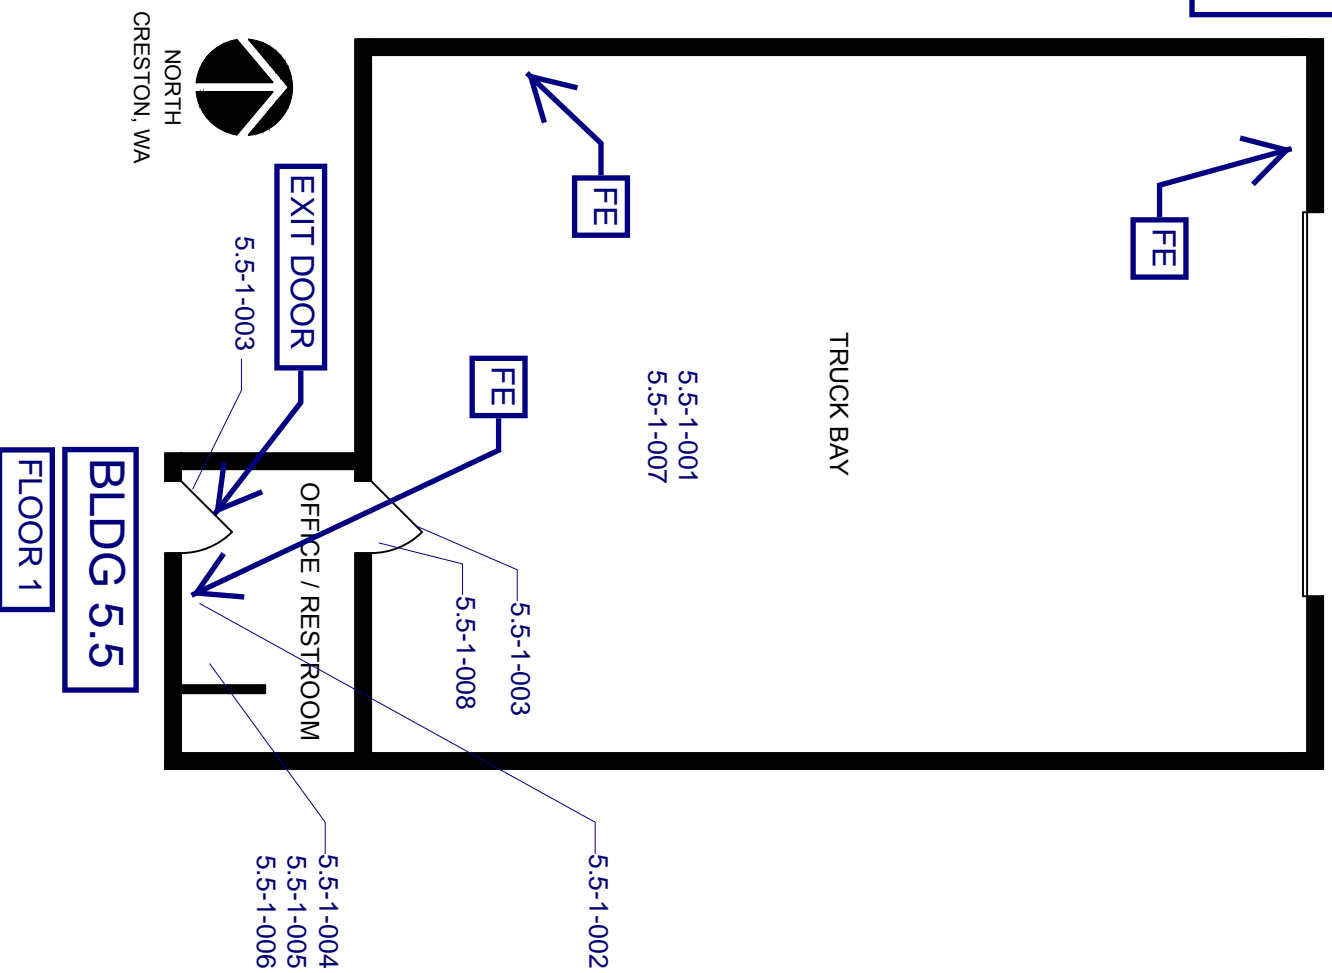 NORTH
CRESTON, WA
FE
FE
EXIT DOOR
5.5-1-003
TRUCK BAY
5.5-1-001
5.5-1-007
FE
OFFICE / RESTROOM
BLDG 5.5
FLOOR 1
5.5-1-003
5.5-1-008
5.5-1-002
5.5-1-004
5.5-1-005
5.5-1-006